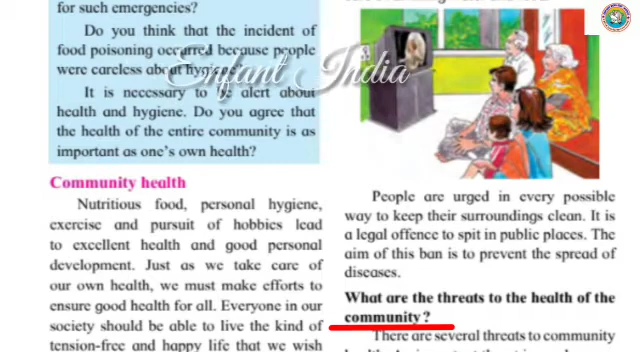 for such emergencies?
Do you think that the incident of
food poisoning occurred because people
were careless about hygiene
It is necessary to be alert about
health and hygiene. Do you agree that
the health of the entire community is as
important as one's own health?
Enfant India
Community health
Nutritious food, personal hygiene,
exercise and pursuit of hobbies lead
to excellent health and good personal
development. Just as we take care of
our own health, we must make efforts to
ensure good health for all. Everyone in our
society should be able to live the kind of
tension-free and happy life that we wish
People are urged in every possible
way to keep their surroundings clean. It is
a legal offence to spit in public places. The
aim of this ban is to prevent the spread of
diseases.
What are the threats to the health of the
community?
There are several threats to community